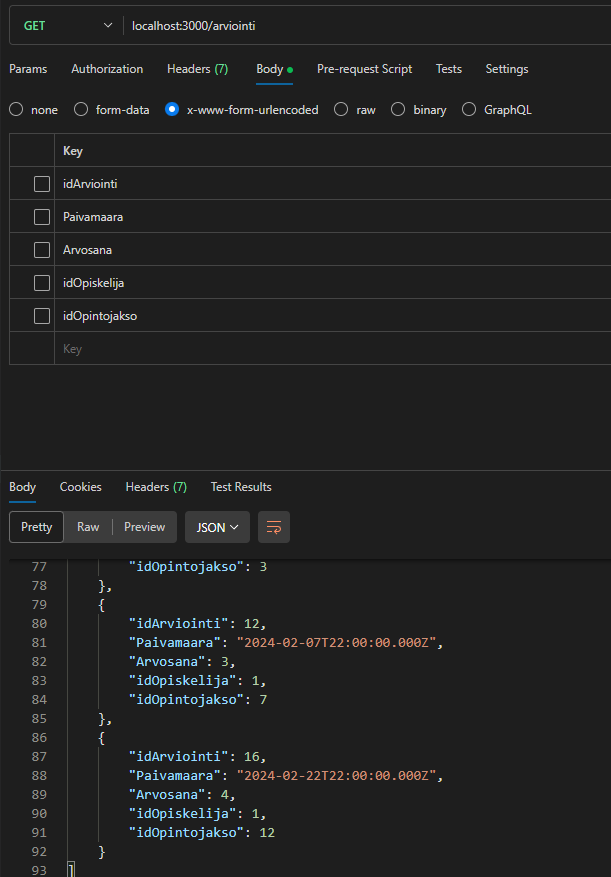 GET localhost:3000/arviointi
Params Authorization Headers (7) Body Pre-request Script Tests Settings
none form-data x-www-form-urlencoded raw binary GraphQL
Key
idArviointi
Paivamaara
Arvosana
idOpiskelija
idOpintojakso
Key
Body Cookies Headers (7) Test Results
Pretty Raw Preview JSON
77 "idOpintojakso": 3
78 },
79 {
80 "idArviointi": 12,
81 "Paivamaara": "2024-02-07T22:00:00.000Z",
82 "Arvosana": 3,
83 "idOpiskelija": 1,
84 "idOpintojakso": 7
85 },
86 {
87 "idArviointi": 16,
88 "Paivamaara": "2024-02-22T22:00:00.000Z",
89 "Arvosana": 4,
90 "idOpiskelija": 1,
91 "idOpintojakso": 12
92 }
93 ]